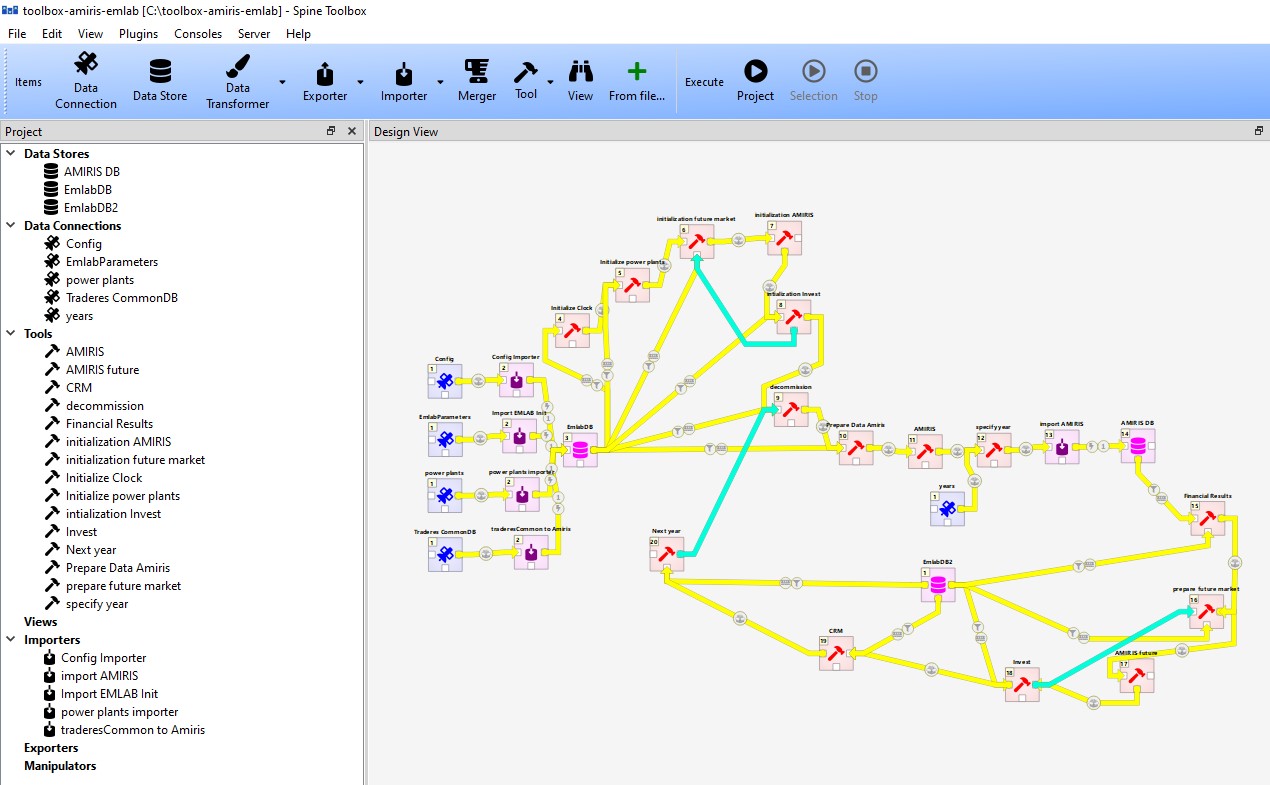 toolbox-amiris-emlab [C:\toolbox-amiris-emlab] - Spine Toolbox
File Edit View Plugins Consoles Server Help
Items
Data Connection
Data Store
Data Transformer
Exporter
Importer
Merger
Tool
View
From file...
Execute
Project
Selection
Stop
Project
Data Stores
AMIRIS DB
EmlabDB
EmlabDB2
Data Connections
Config
EmlabParameters
power plants
Traderes CommonDB
years
Tools
AMIRIS
AMIRIS future
CRM
decommission
Financial Results
initialization AMIRIS
initialization future market
Initialize Clock
Initialize power plants
intialization Invest
Invest
Next year
Prepare Data Amiris
prepare future market
specify year
Views
Importers
Config Importer
import AMIRIS
Import EMLAB Init
power plants importer
traderesCommon to Amiris
Exporters
Manipulators
Design View
initialization future market
6
initialization AMIRIS
7
Initialize power plants
5
intialization Invest
8
Initialize Clock
4
Config
1
Config Importer
2
decommission
9
EmlabParameters
1
Import EMLAB Init
2
EmlabDB
3
Prepare Data Amiris
10
AMIRIS
11
specify year
12
import AMIRIS
13
AMIRIS DB
14
power plants
1
power plants importer
2
years
1
Financial Results
15
Traderes CommonDB
1
traderesCommon to Amiris
2
Next year
20
EmlabDB2
1
prepare future market
16
CRM
19
Invest
18
AMIRIS future
17